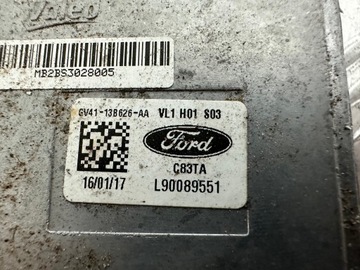 Valeo
MB2BS3028005
GV41-13B626-AA VL1 H01 S03
Ford
C83TA
16/01/17 L90089551